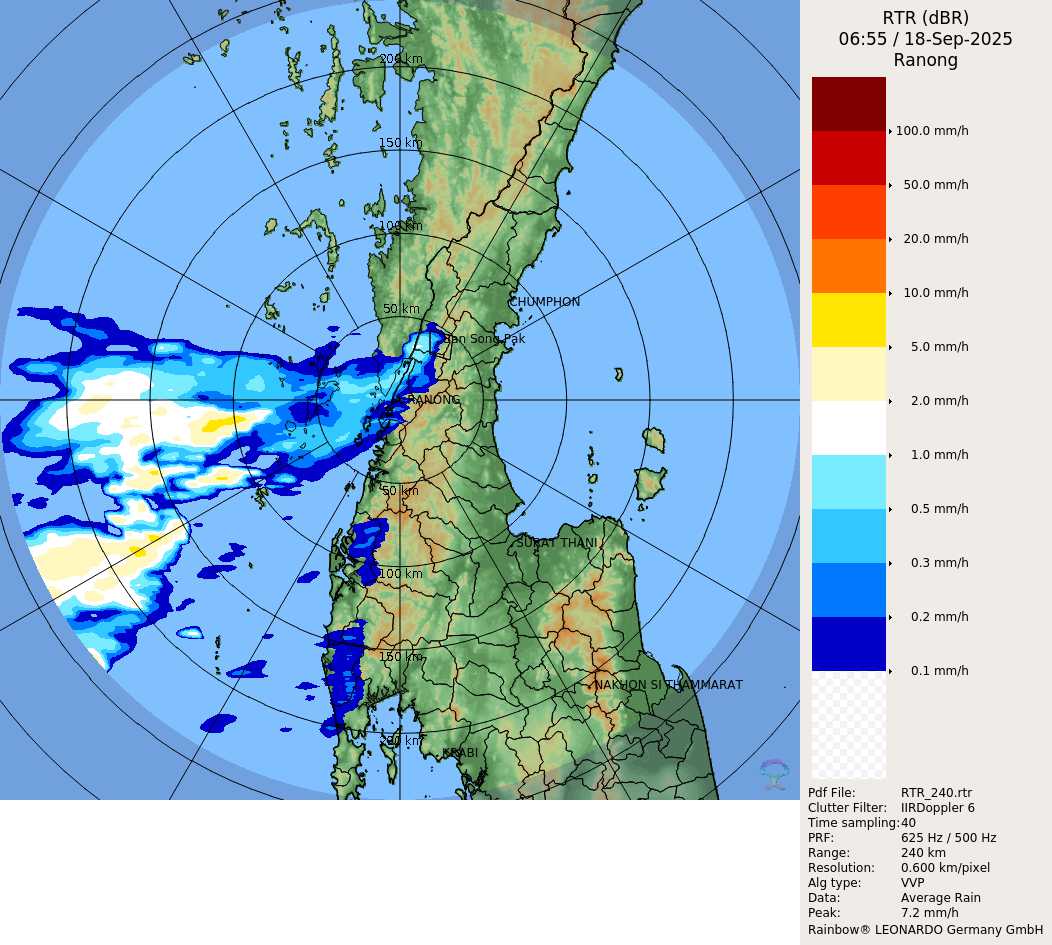 RTR (dBR)
06:55 / 18-Sep-2025
Ranong
200 km
150 km
100 km
50 km
CHUMPHON
Ban Song Pak
RANONG
50 km
SURAT THANI
100 km
150 km
NAKHON SI THAMMARAT
200 km
KRABI
100.0 mm/h
50.0 mm/h
20.0 mm/h
10.0 mm/h
5.0 mm/h
2.0 mm/h
1.0 mm/h
0.5 mm/h
0.3 mm/h
0.2 mm/h
0.1 mm/h
Pdf File: RTR_240.rtr
Clutter Filter: IIRDoppler 6
Time sampling: 40
PRF: 625 Hz / 500 Hz
Range: 240 km
Resolution: 0.600 km/pixel
Alg type: VVP
Data: Average Rain
Peak: 7.2 mm/h
Rainbow® LEONARDO Germany GmbH